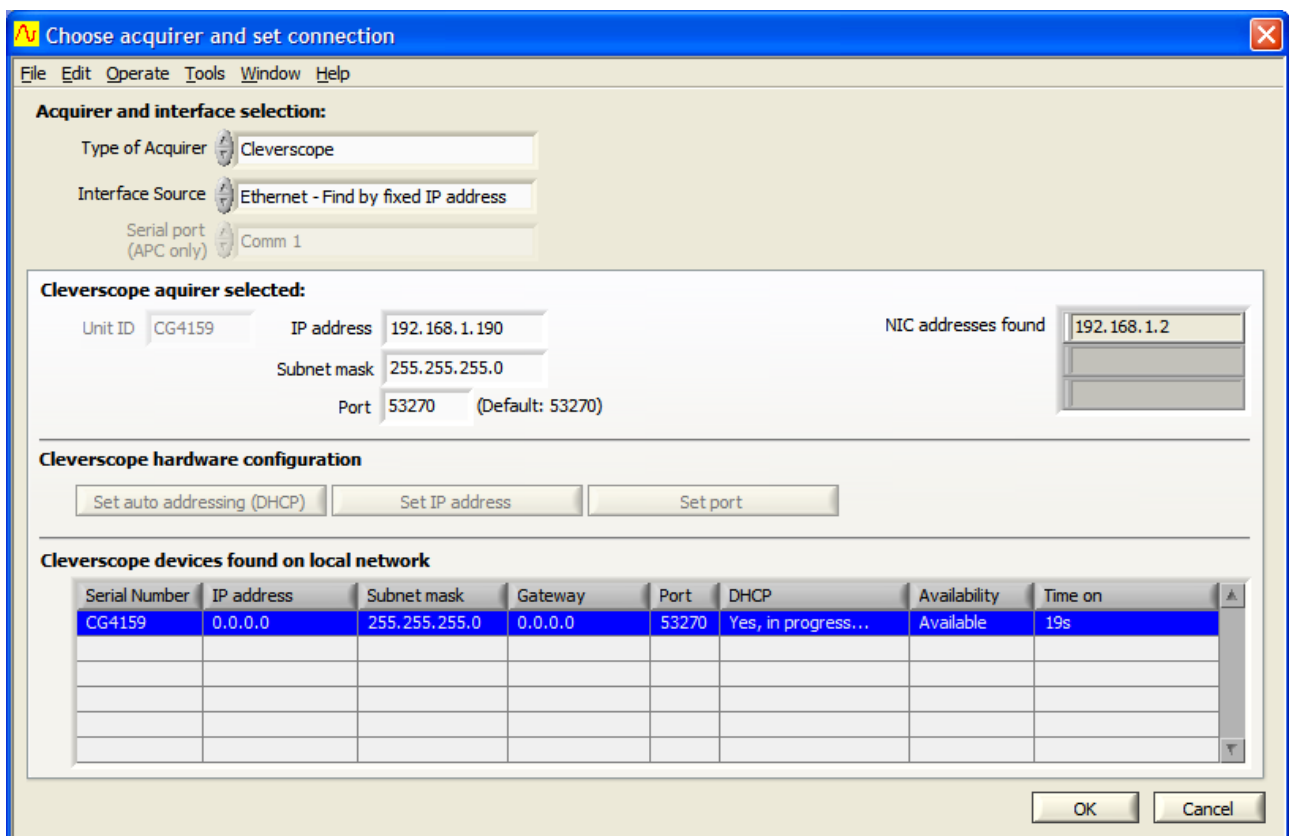 Choose acquirer and set connection
File Edit Operate Tools Window Help
Acquirer and interface selection:
Type of Acquirer Cleverscope
Interface Source Ethernet - Find by fixed IP address
Serial port
(APC only) Comm 1
Cleverscope aquirer selected:
Unit ID CG4159 IP address 192.168.1.190 NIC addresses found 192.168.1.2
Subnet mask 255.255.255.0
Port 53270 (Default: 53270)
Cleverscope hardware configuration
Set auto addressing (DHCP) Set IP address Set port
Cleverscope devices found on local network
Serial Number IP address Subnet mask Gateway Port DHCP Availability Time on
CG4159 0.0.0.0 255.255.255.0 0.0.0.0 53270 Yes, in progress... Available 19s
OK Cancel